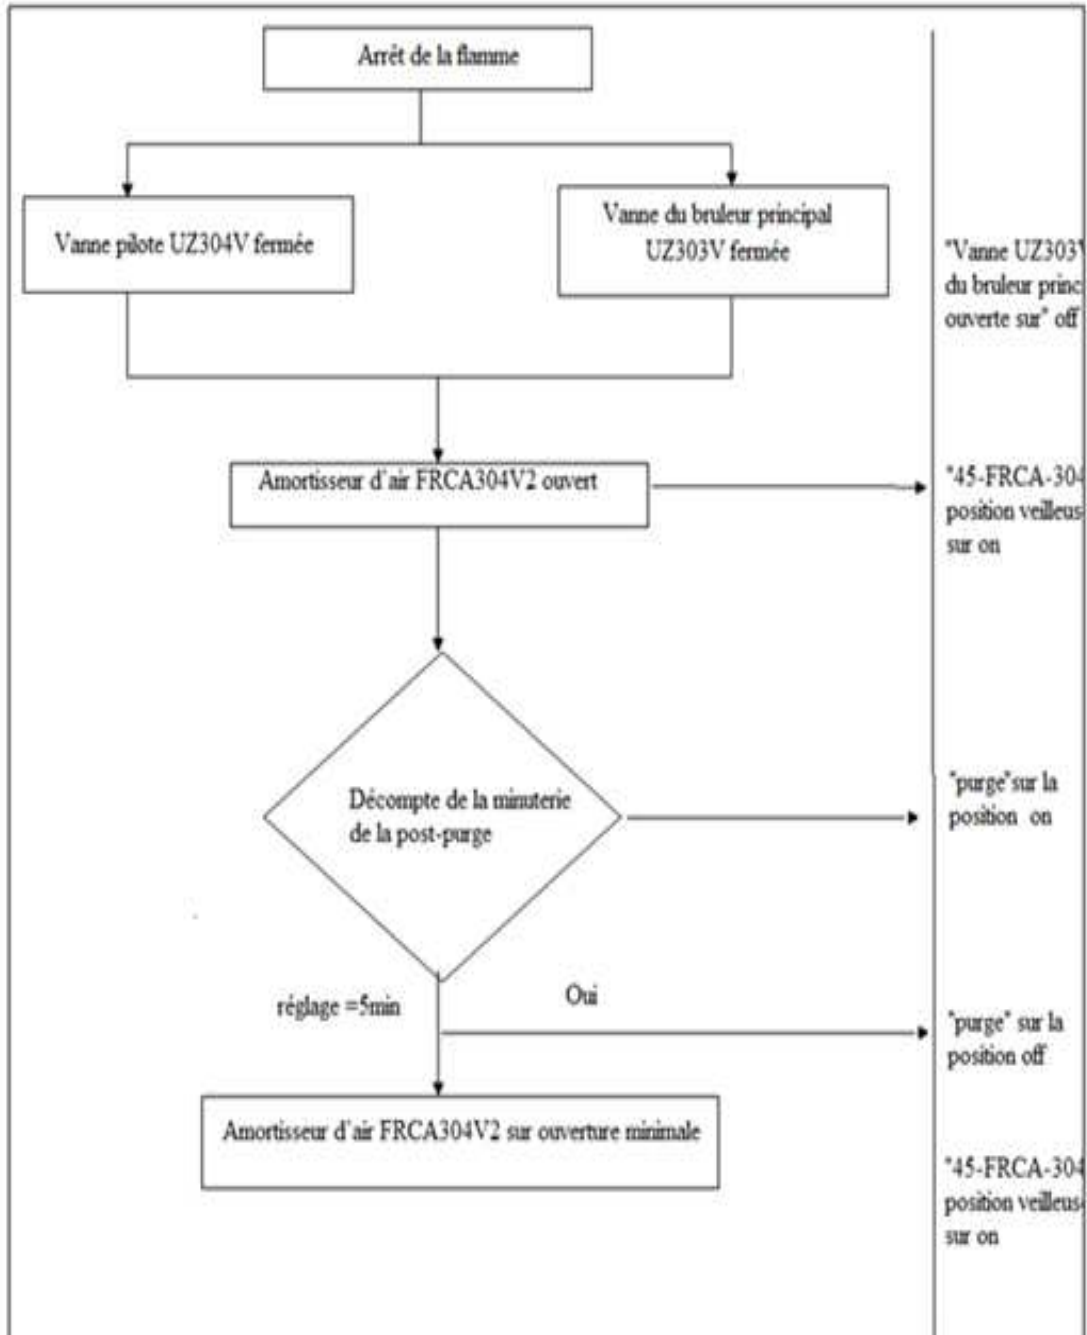 Arrêt de la flamme
Vanne pilote UZ304V fermée
Vanne du bruleur principal
UZ303V fermée
"Vanne UZ303V
du bruleur princ
ouverte sur" off
Amortisseur d'air FRCA304V2 ouvert
"45-FRCA-304
position veilleus
sur on
Décompte de la minuterie
de la post-purge
"purge"sur la
position on
réglage =5min
Oui
"purge" sur la
position off
Amortisseur d'air FRCA304V2 sur ouverture minimale
"45-FRCA-304
position veilleus
sur on